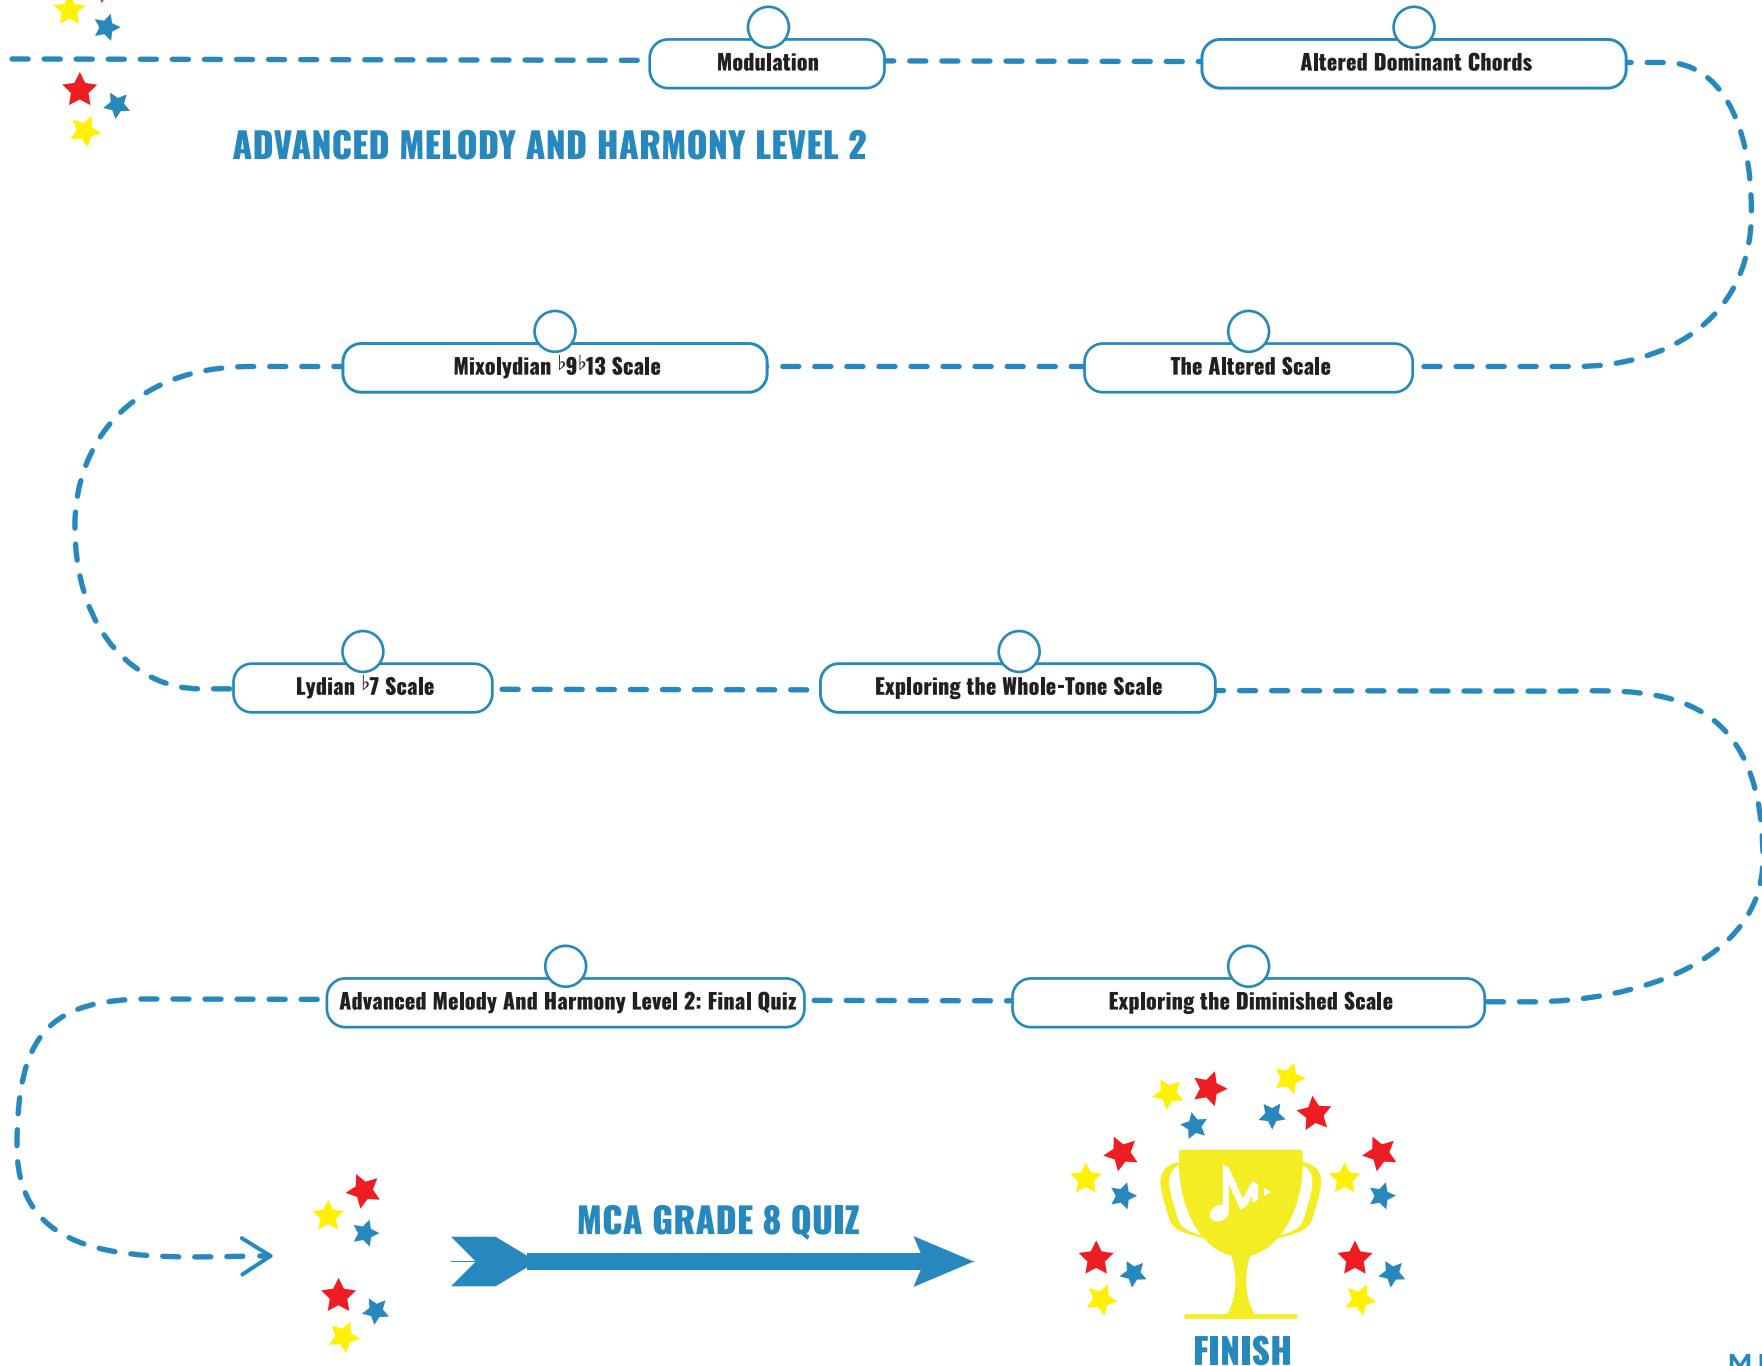 Modulation
Altered Dominant Chords
ADVANCED MELODY AND HARMONY LEVEL 2
Mixolydian ♭9♭13 Scale
The Altered Scale
Lydian ♭7 Scale
Exploring the Whole-Tone Scale
Advanced Melody And Harmony Level 2: Final Quiz
Exploring the Diminished Scale
MCA GRADE 8 QUIZ
FINISH